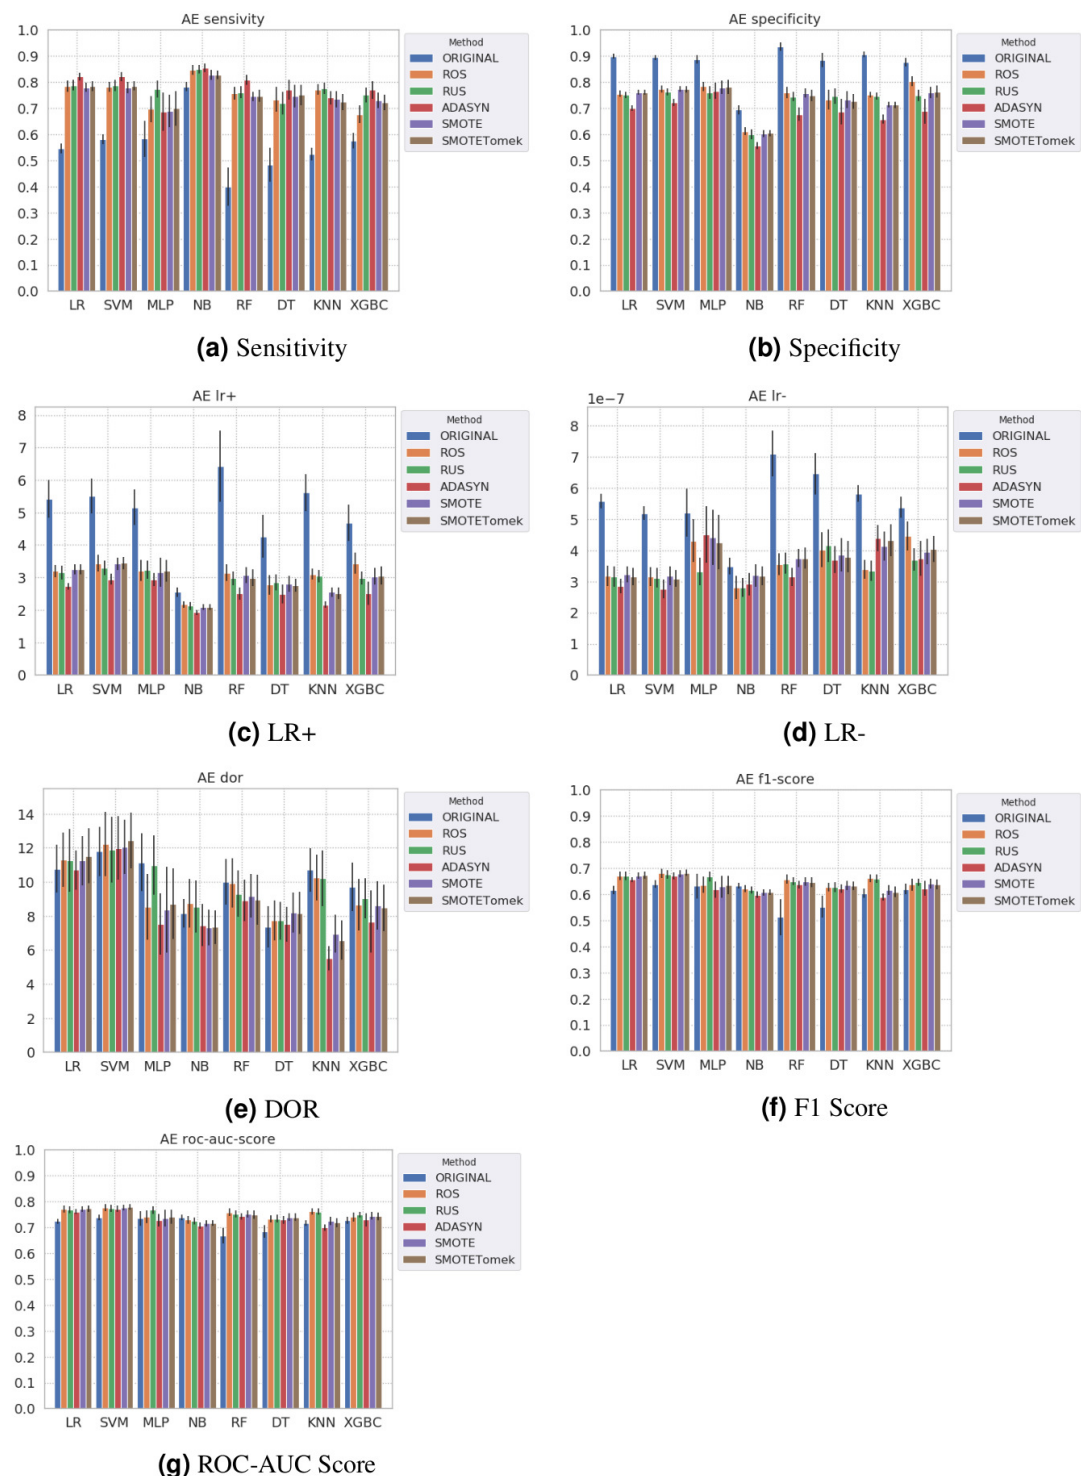 AE sensivity
1.0
0.9
0.8
0.7
0.6
0.5
0.4
0.3
0.2
0.1
0.0
LR SVM MLP NB RF DT KNN XGBC
Method
ORIGINAL
ROS
RUS
ADASYN
SMOTE
SMOTETomek
(a) Sensitivity
AE specificity
1.0
0.9
0.8
0.7
0.6
0.5
0.4
0.3
0.2
0.1
0.0
LR SVM MLP NB RF DT KNN XGBC
Method
ORIGINAL
ROS
RUS
ADASYN
SMOTE
SMOTETomek
(b) Specificity
AE lr+
8
7
6
5
4
3
2
1
0
LR SVM MLP NB RF DT KNN XGBC
Method
ORIGINAL
ROS
RUS
ADASYN
SMOTE
SMOTETomek
(c) LR+
1e−7
AE lr-
8
7
6
5
4
3
2
1
0
LR SVM MLP NB RF DT KNN XGBC
Method
ORIGINAL
ROS
RUS
ADASYN
SMOTE
SMOTETomek
(d) LR-
AE dor
14
12
10
8
6
4
2
0
LR SVM MLP NB RF DT KNN XGBC
Method
ORIGINAL
ROS
RUS
ADASYN
SMOTE
SMOTETomek
(e) DOR
AE f1-score
1.0
0.9
0.8
0.7
0.6
0.5
0.4
0.3
0.2
0.1
0.0
LR SVM MLP NB RF DT KNN XGBC
Method
ORIGINAL
ROS
RUS
ADASYN
SMOTE
SMOTETomek
(f) F1 Score
AE roc-auc-score
1.0
0.9
0.8
0.7
0.6
0.5
0.4
0.3
0.2
0.1
0.0
LR SVM MLP NB RF DT KNN XGBC
Method
ORIGINAL
ROS
RUS
ADASYN
SMOTE
SMOTETomek
(g) ROC-AUC Score